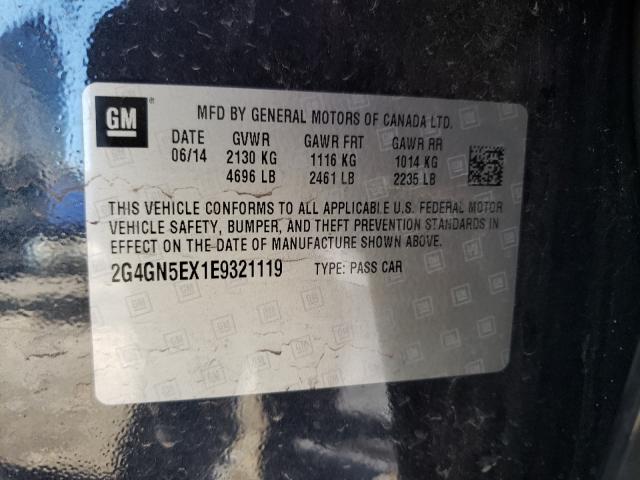 GM
MFD BY GENERAL MOTORS OF CANADA LTD.
DATE GVWR GAWR FRT GAWR RR
06/14 2130 KG 1116 KG 1014 KG
4696 LB 2461 LB 2235 LB
THIS VEHICLE CONFORMS TO ALL APPLICABLE U.S. FEDERAL MOTOR
VEHICLE SAFETY, BUMPER, AND THEFT PREVENTION STANDARDS IN
EFFECT ON THE DATE OF MANUFACTURE SHOWN ABOVE.
2G4GN5EX1E9321119 TYPE: PASS CAR